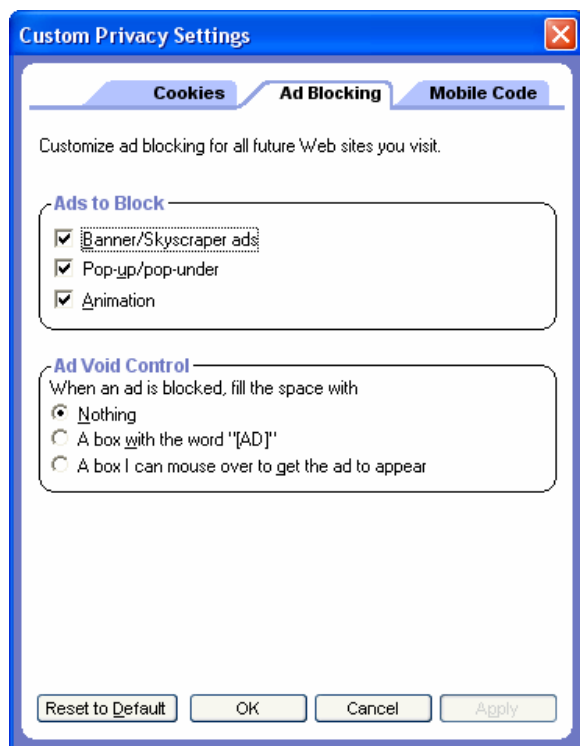 Custom Privacy Settings
Cookies Ad Blocking Mobile Code
Customize ad blocking for all future Web sites you visit.
Ads to Block
Banner/Skyscraper ads
Pop-up/pop-under
Animation
Ad Void Control
When an ad is blocked, fill the space with
Nothing
A box with the word "[AD]"
A box I can mouse over to get the ad to appear
Reset to Default OK Cancel Apply